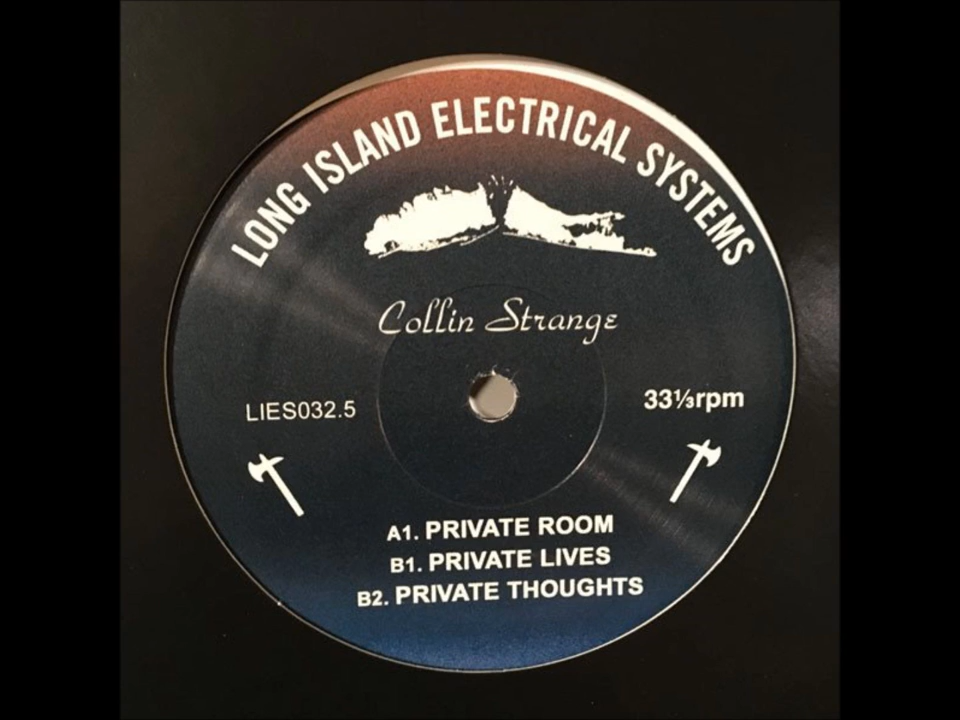 LONG ISLAND ELECTRICAL SYSTEMS
Collin Strange
LIES032.5
33⅓rpm
A1. PRIVATE ROOM
B1. PRIVATE LIVES
B2. PRIVATE THOUGHTS